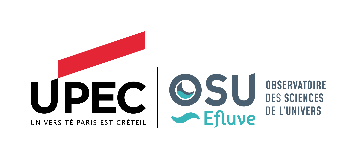 UPEC
UNIVERSITÉ PARIS EST CRÉTEIL
OSU
Efluve
OBSERVATOIRE
DES SCIENCES
DE L'UNIVERS